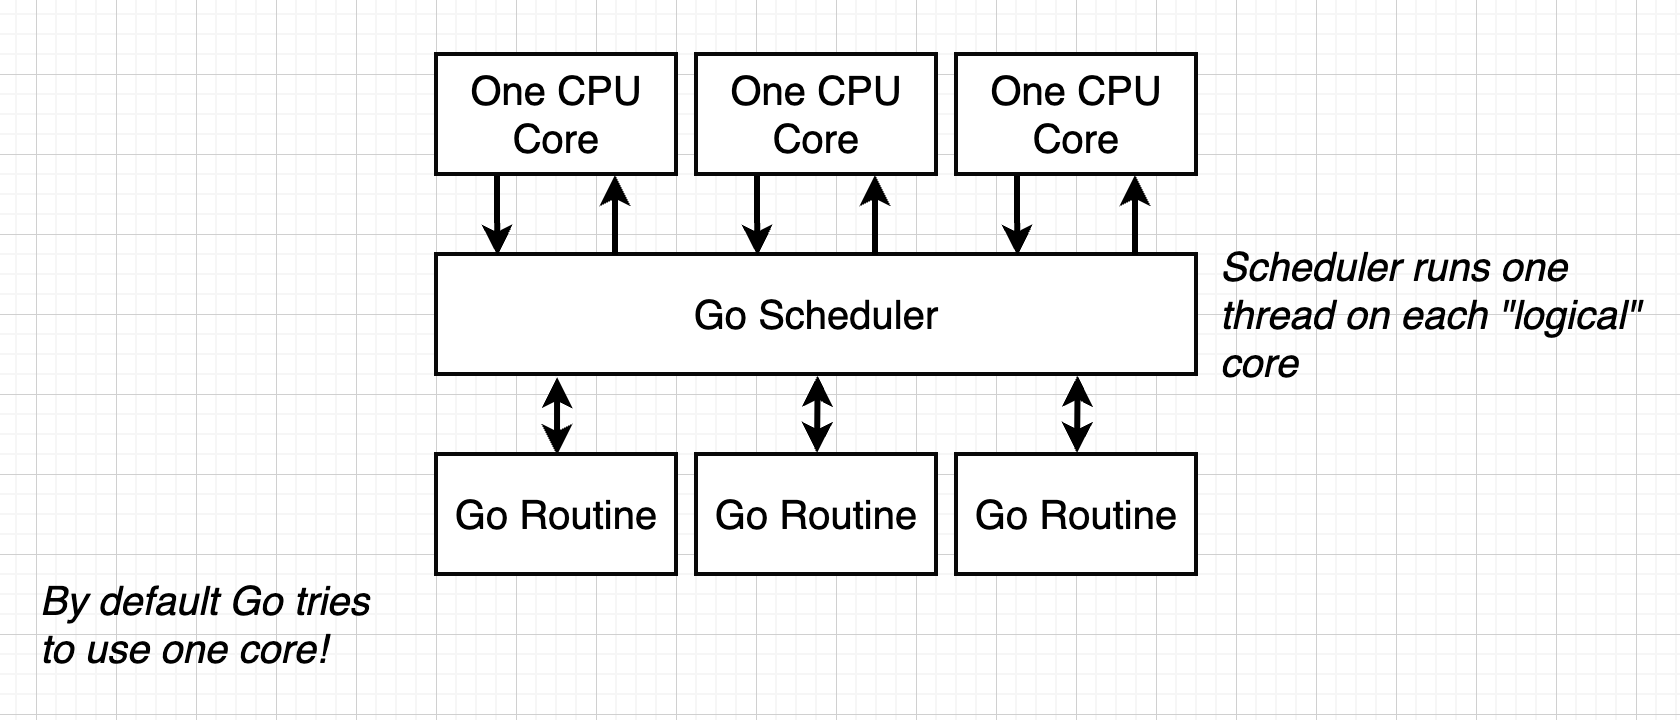 One CPU
Core
One CPU
Core
One CPU
Core
Go Scheduler
Scheduler runs one
thread on each "logical"
core
Go Routine
Go Routine
Go Routine
By default Go tries
to use one core!